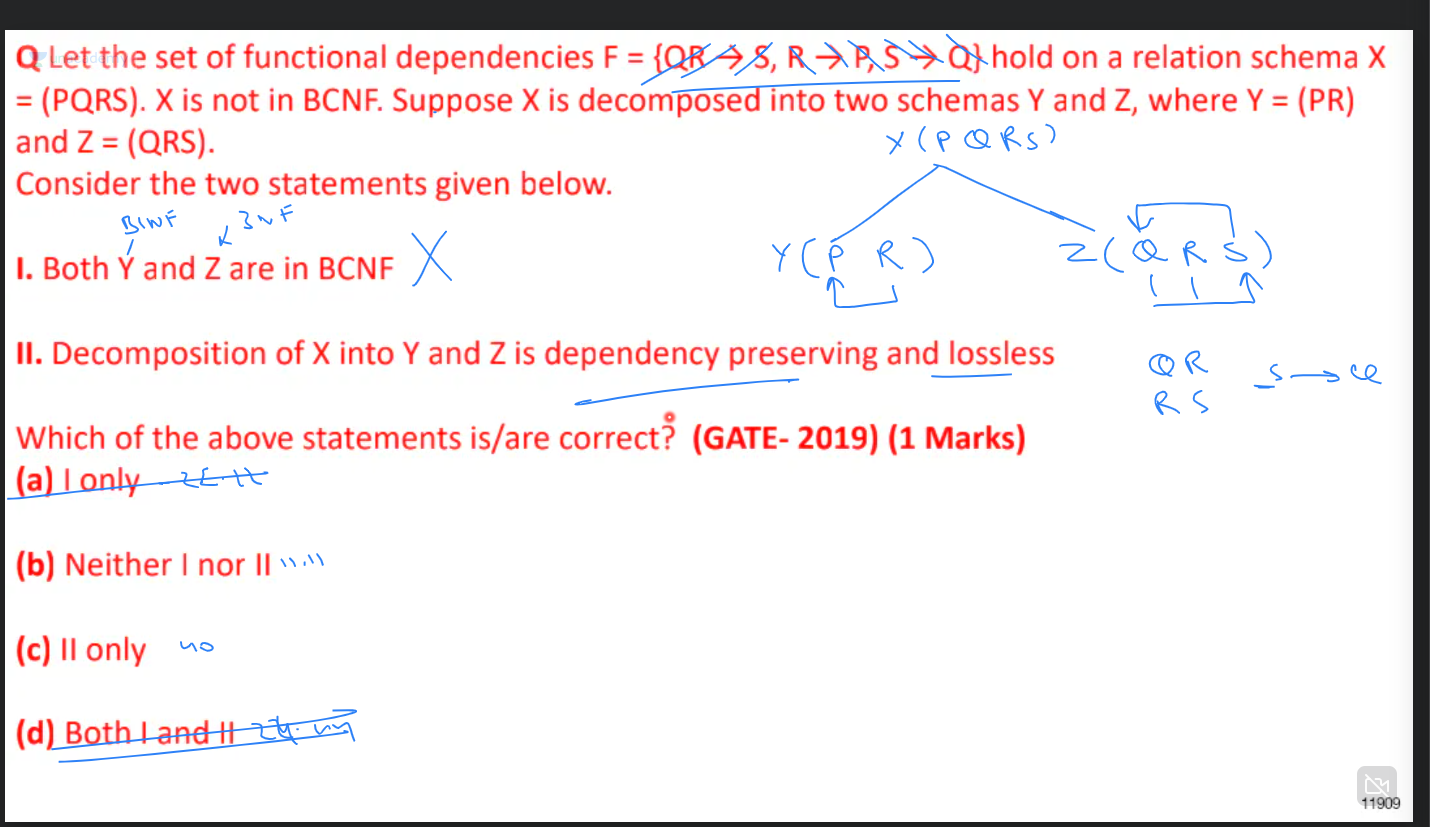 Q Let the set of functional dependencies F = {QR → S, R → P, S → Q} hold on a relation schema X
= (PQRS). X is not in BCNF. Suppose X is decomposed into two schemas Y and Z, where Y = (PR)
and Z = (QRS).
X (P Q R S)
Consider the two statements given below.
BCNF 3NF
I. Both Y and Z are in BCNF X
Y (P R) Z (Q R S)
II. Decomposition of X into Y and Z is dependency preserving and lossless
Q R S → Q
R S
Which of the above statements is/are correct? (GATE- 2019) (1 Marks)
(a) I only
(b) Neither I nor II
(c) II only 40
(d) Both I and II
11909